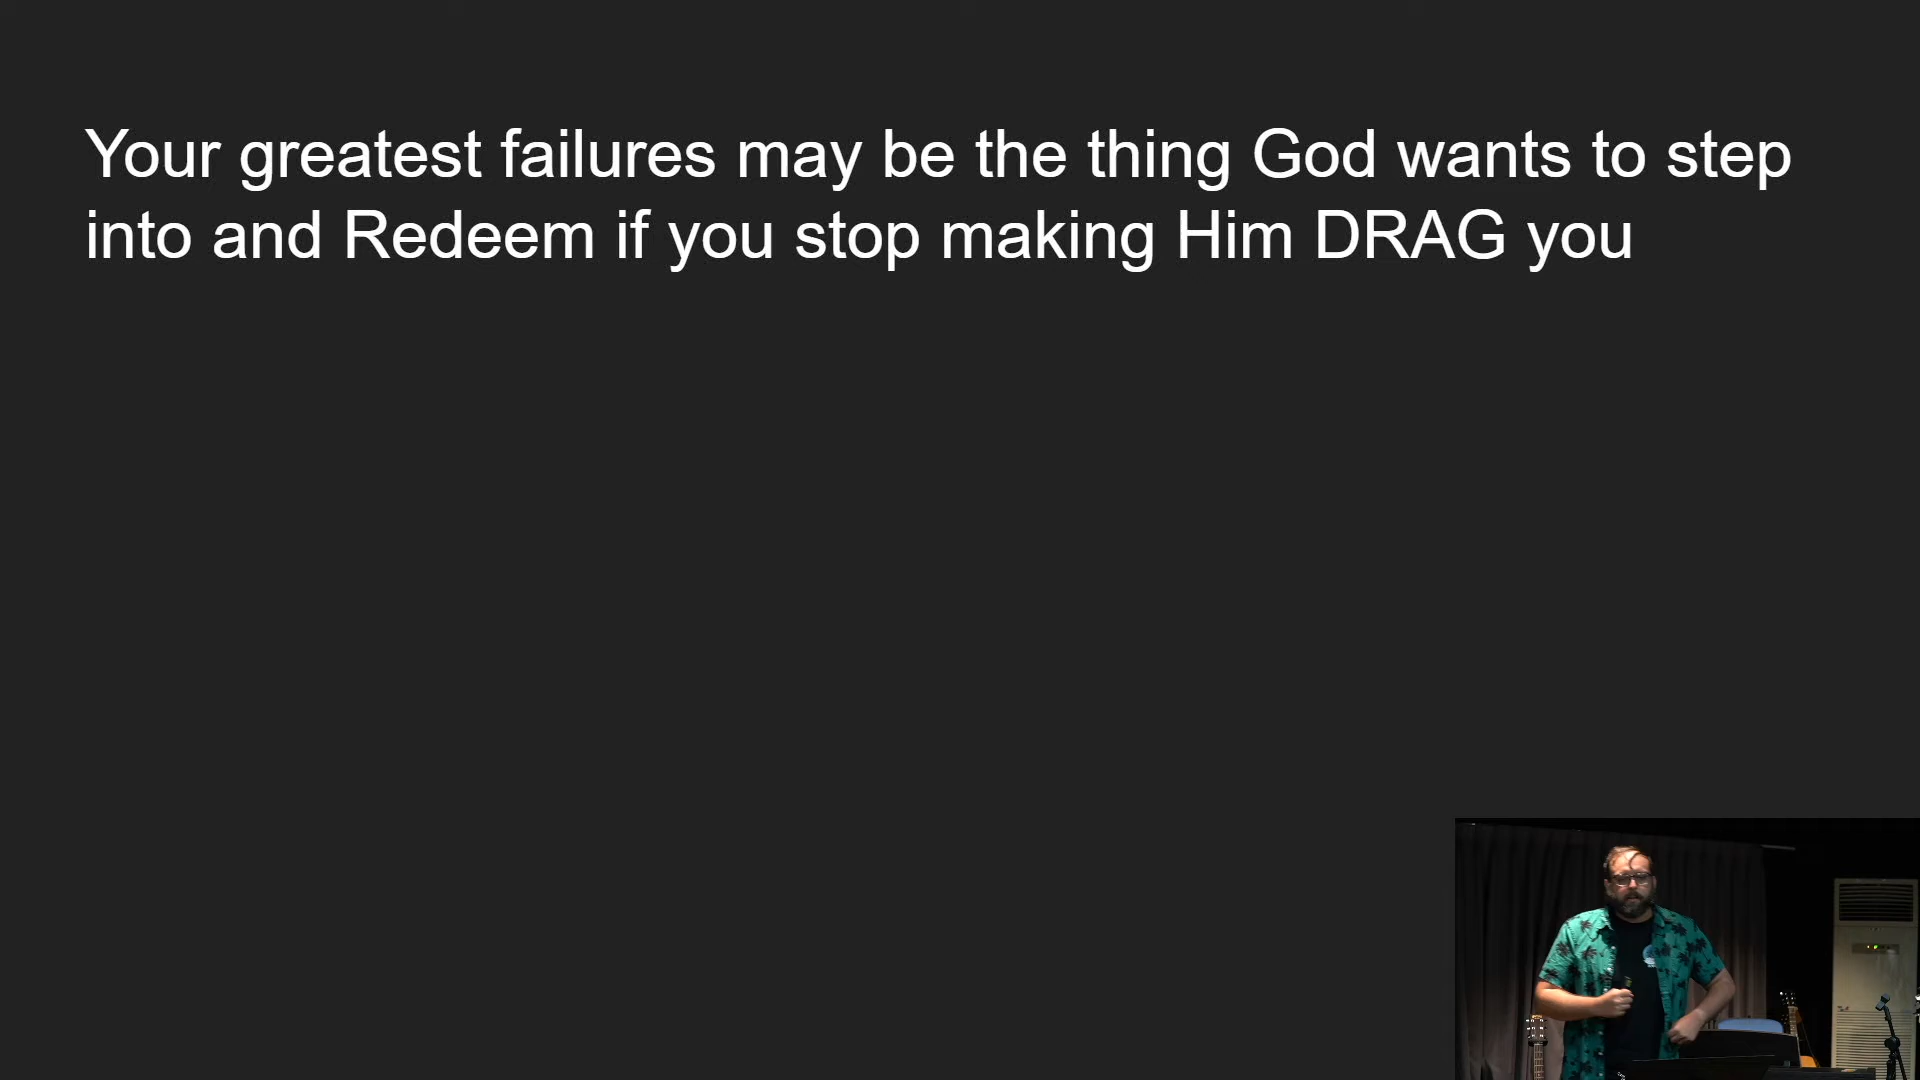 Your greatest failures may be the thing God wants to step
into and Redeem if you stop making Him DRAG you